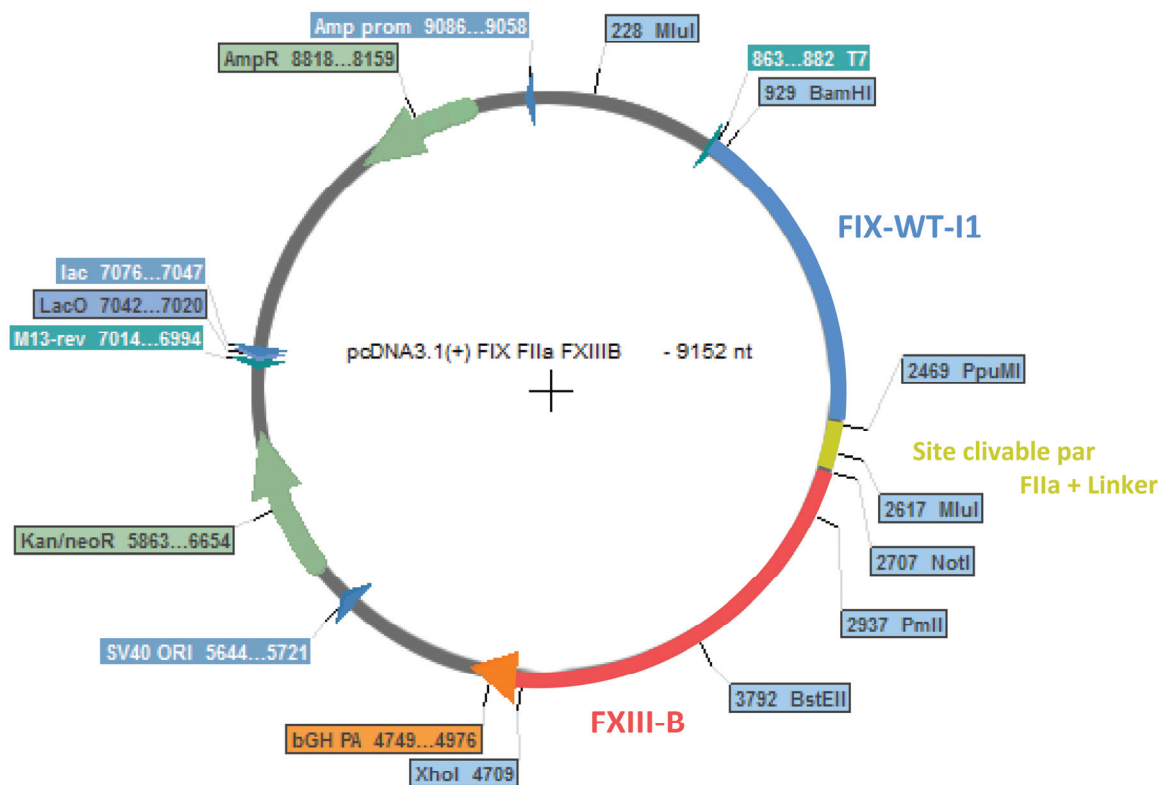 Amp prom 9086...9058
228 MluI
AmpR 8818...8159
863...882 T7
929 BamHI
FIX-WT-I1
lac 7076...7047
LacO 7042...7020
M13-rev 7014...6994
pcDNA3.1(+) FIX FIIa FXIIIB - 9152 nt
2469 PpuMI
Site clivable par
FIIa + Linker
2617 MluI
2707 NotI
Kan/neoR 5863...6654
2937 PmlI
SV40 ORI 5644...5721
3792 BstEII
FXIII-B
bGH PA 4749...4976
XhoI 4709